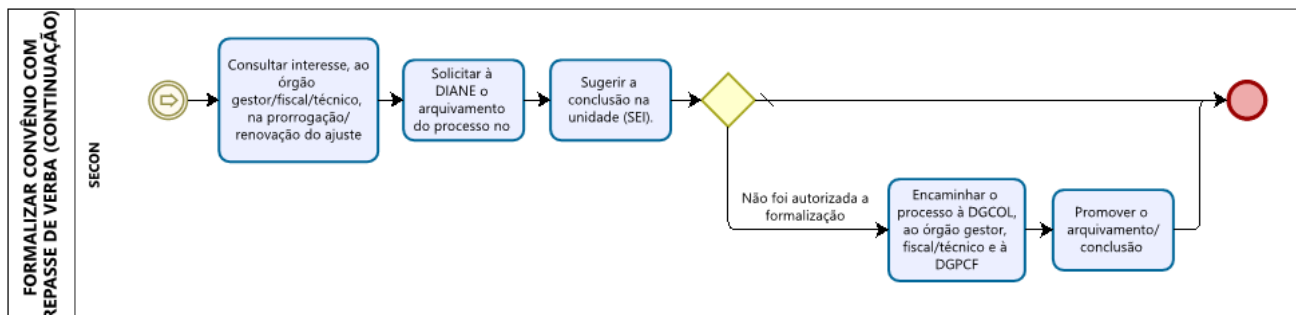 FORMALIZAR CONVÊNIO COM
REPASSE DE VERBA (CONTINUAÇÃO)
SECON
Consultar interesse, ao
órgão
gestor/fiscal/técnico,
na prorrogação/
renovação do ajuste
Solicitar à
DIANE o
arquivamento
do processo no
Sugerir a
conclusão na
unidade (SEI).
Não foi autorizada a
formalização
Encaminhar o
processo à DGCOL,
ao órgão gestor,
fiscal/técnico e à
DGPCF
Promover o
arquivamento/
conclusão